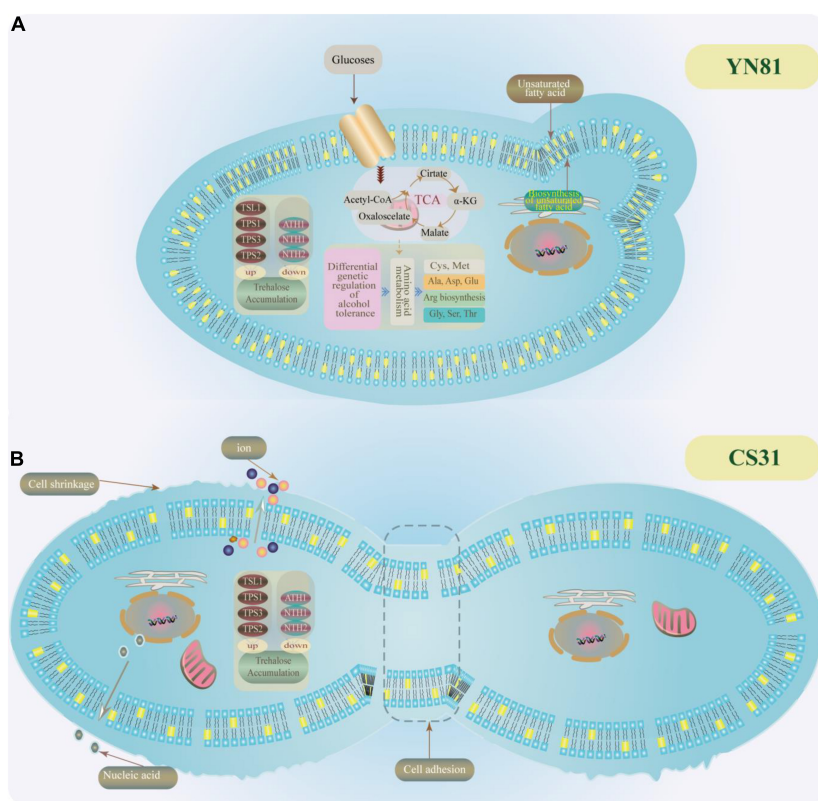 A
YN81
Glucoses
Unsaturated
fatty acid
Cirtate
Acetyl-CoA
TCA
α-KG
Oxaloscelate
Malate
Biosynthesis
of unsaturated
fatty acid
TSL1
TPS1
TPS3
TPS2
ATH1
NTH1
NTH2
up
down
Trehalose
Accumulation
Differential
genetic
regulation
of
alcohol
tolerance
Amino acid
metabolism
Cys, Met
Ala, Asp, Glu
Arg biosynthesis
Gly, Ser, Thr
B
CS31
ion
Cell shrinkage
TSL1
TPS1
TPS3
TPS2
ATH1
NTH1
NTH2
up
down
Trehalose
Accumulation
Nucleic acid
Cell adhesion